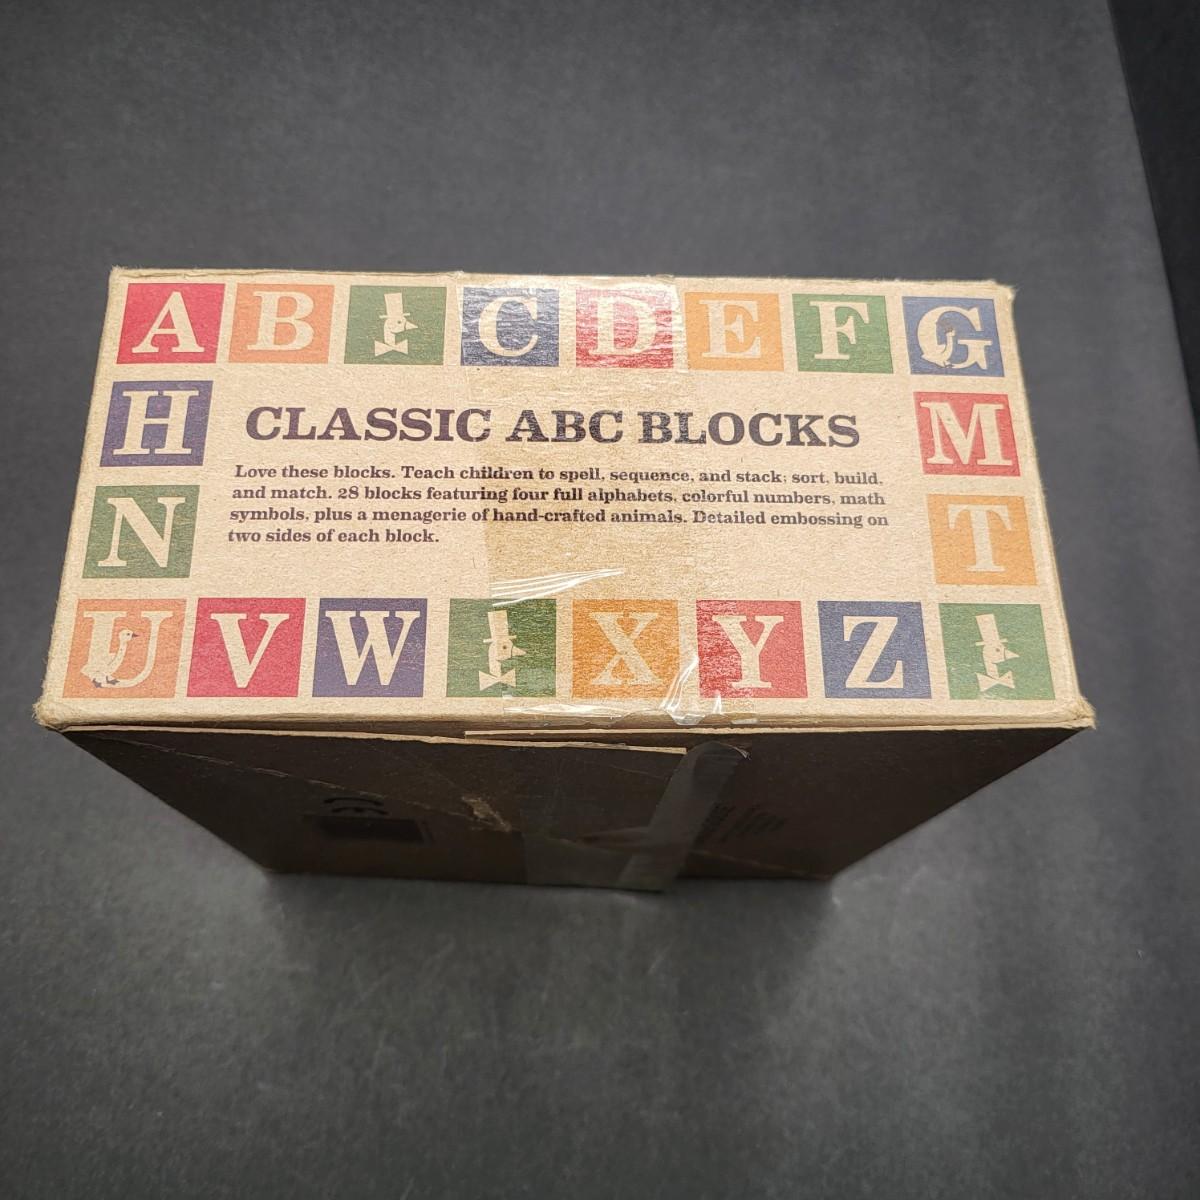 A B C D E F G
H M
CLASSIC ABC BLOCKS
Love these blocks. Teach children to spell, sequence, and stack; sort, build,
and match. 28 blocks featuring four full alphabets, colorful numbers, math
symbols, plus a menagerie of hand-crafted animals. Detailed embossing on
two sides of each block.
N T
U V W X Y Z
CE